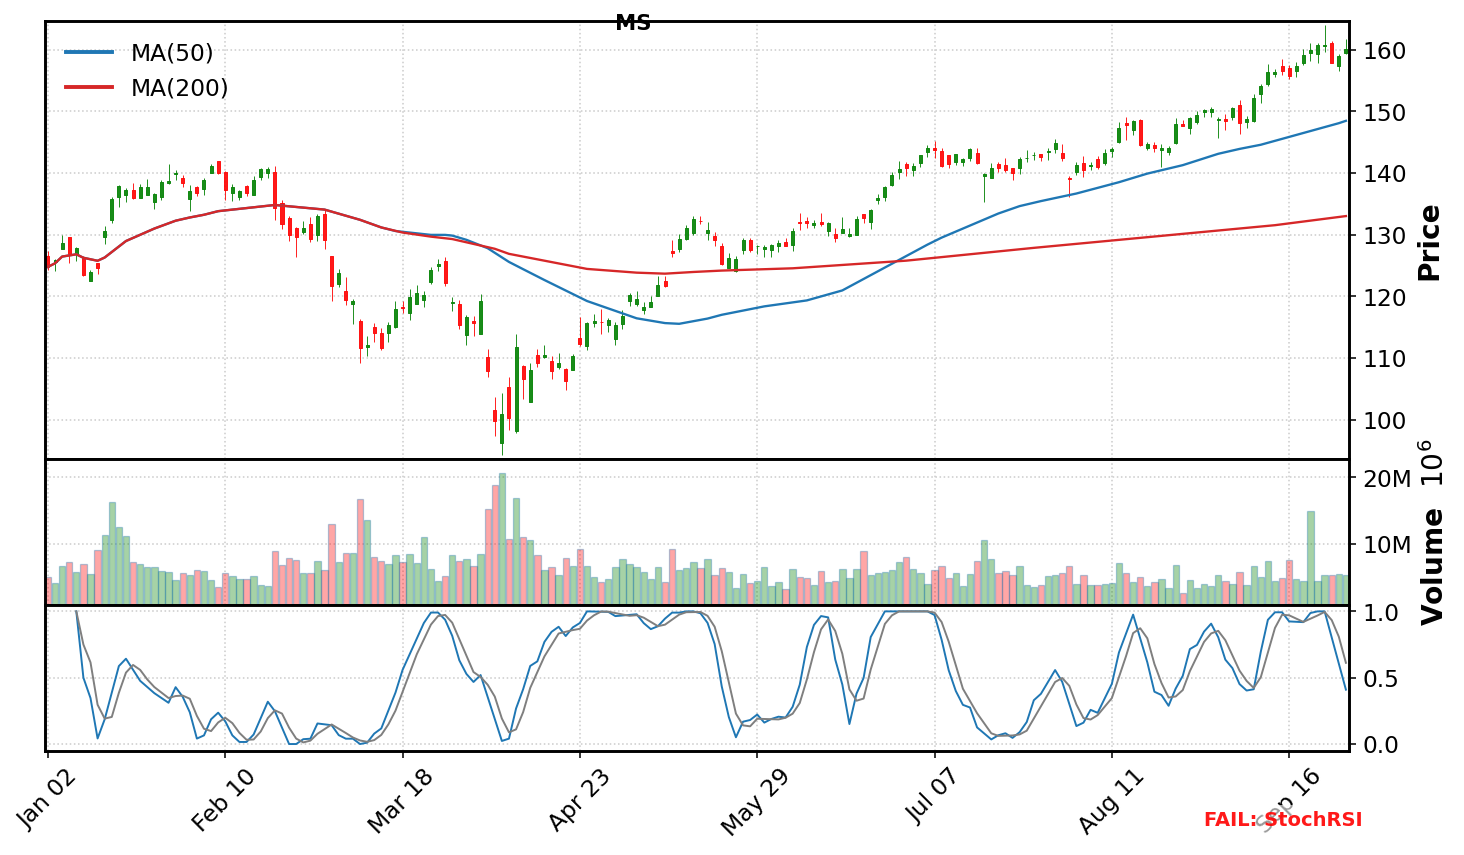 MS
MA(50)
MA(200)
160
150
140
130
120
110
100
Price
20M
10M
Volume 10^6
1.0
0.5
0.0
Jan 02
Feb 10
Mar 18
Apr 23
May 29
Jul 07
Aug 11
Sep 16
FAIL: StochRSI